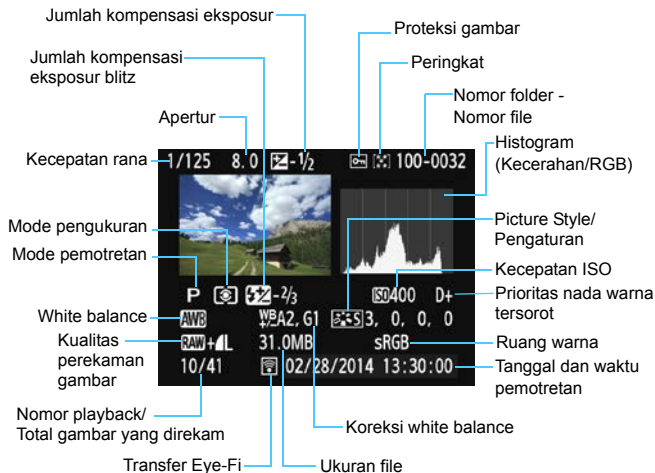 Jumlah kompensasi eksposur
Jumlah kompensasi
eksposur blitz
Apertur
Kecepatan rana
Proteksi gambar
Peringkat
Nomor folder -
Nomor file
Histogram
(Kecerahan/RGB)
1/125 8.0 -1/2 100-0032
Mode pengukuran
Mode pemotretan
Picture Style/
Pengaturan
Kecepatan ISO
P -2/3 ISO400 D+
Prioritas nada warna
tersorot
White balance
AWB WB+/-A2, G1 S3, 0, 0, 0
Kualitas
perekaman
gambar
RAW+L 31.0MB sRGB
Ruang warna
10/41 02/28/2014 13:30:00
Tanggal dan waktu
pemotretan
Nomor playback/
Total gambar yang direkam
Koreksi white balance
Transfer Eye-Fi
Ukuran file